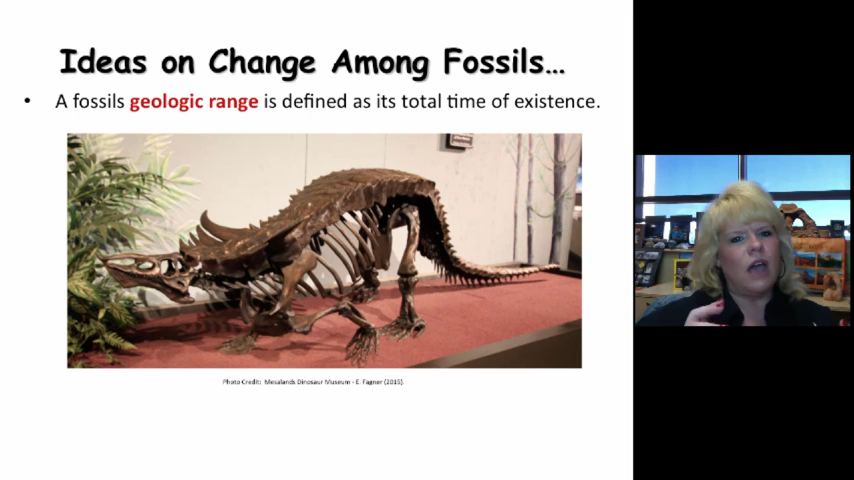 Ideas on Change Among Fossils…
• A fossils geologic range is defined as its total time of existence.
Photo Credit: Mesalands Dinosaur Museum - E. Fagner (2015).